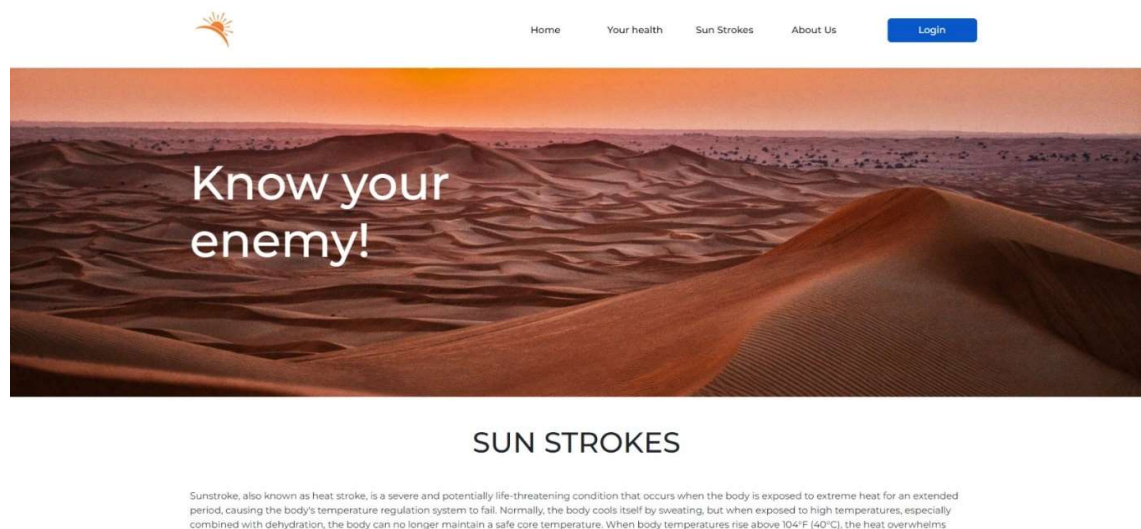 Home Your health Sun Strokes About Us Login
Know your
enemy!
SUN STROKES
Sunstroke, also known as heat stroke, is a severe and potentially life-threatening condition that occurs when the body is exposed to extreme heat for an extended
period, causing the body's temperature regulation system to fail. Normally, the body cools itself by sweating, but when exposed to high temperatures, especially
combined with dehydration, the body can no longer maintain a safe core temperature. When body temperatures rise above 104°F (40°C), the heat overwhelms